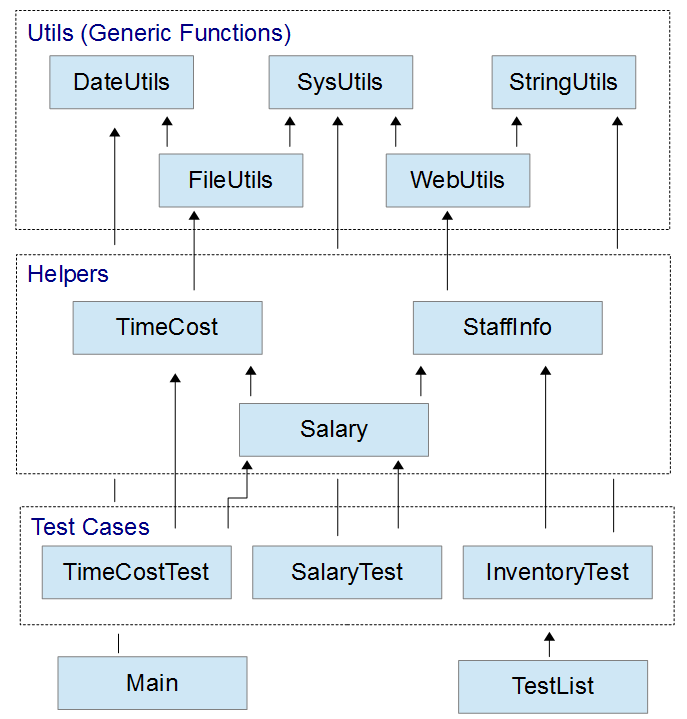 Utils (Generic Functions)
DateUtils
SysUtils
StringUtils
FileUtils
WebUtils
Helpers
TimeCost
StaffInfo
Salary
Test Cases
TimeCostTest
SalaryTest
InventoryTest
Main
TestList